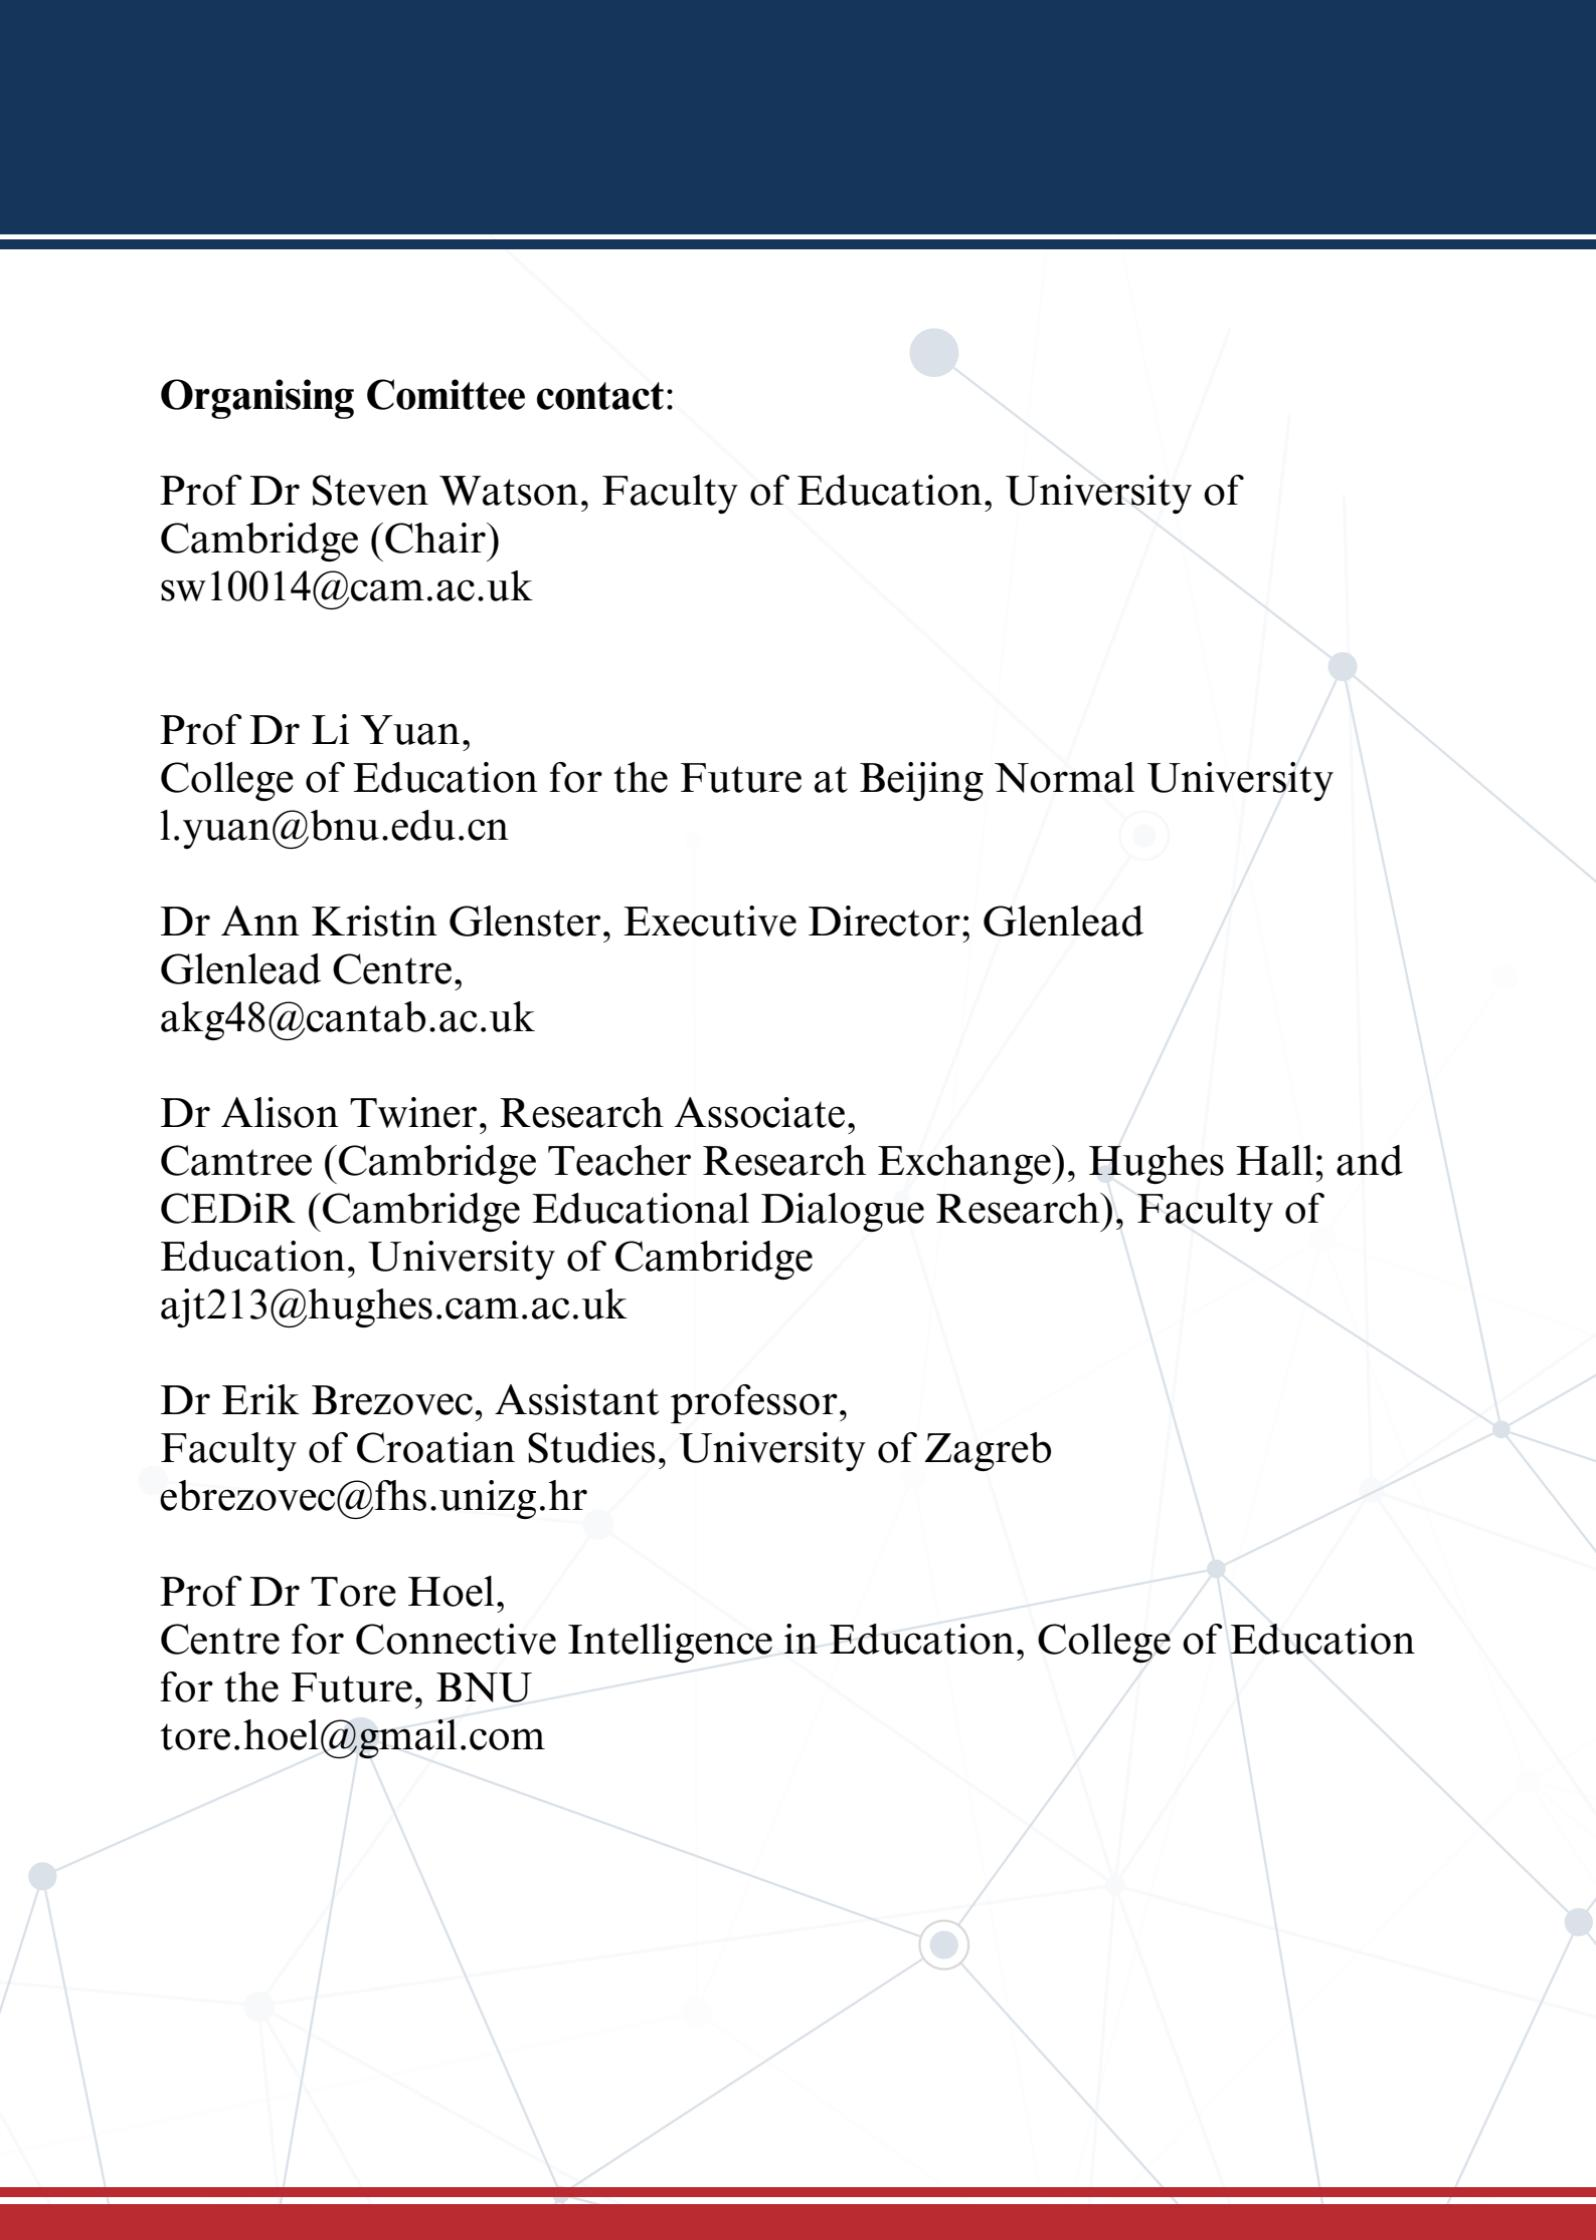 Organising Comittee contact:
Prof Dr Steven Watson, Faculty of Education, University of
Cambridge (Chair)
sw10014@cam.ac.uk
Prof Dr Li Yuan,
College of Education for the Future at Beijing Normal University
l.yuan@bnu.edu.cn
Dr Ann Kristin Glenster, Executive Director; Glenlead
Glenlead Centre,
akg48@cantab.ac.uk
Dr Alison Twiner, Research Associate,
Camtree (Cambridge Teacher Research Exchange), Hughes Hall; and
CEDiR (Cambridge Educational Dialogue Research), Faculty of
Education, University of Cambridge
ajt213@hughes.cam.ac.uk
Dr Erik Brezovec, Assistant professor,
Faculty of Croatian Studies, University of Zagreb
ebrezovec@fhs.unizg.hr
Prof Dr Tore Hoel,
Centre for Connective Intelligence in Education, College of Education
for the Future, BNU
tore.hoel@gmail.com